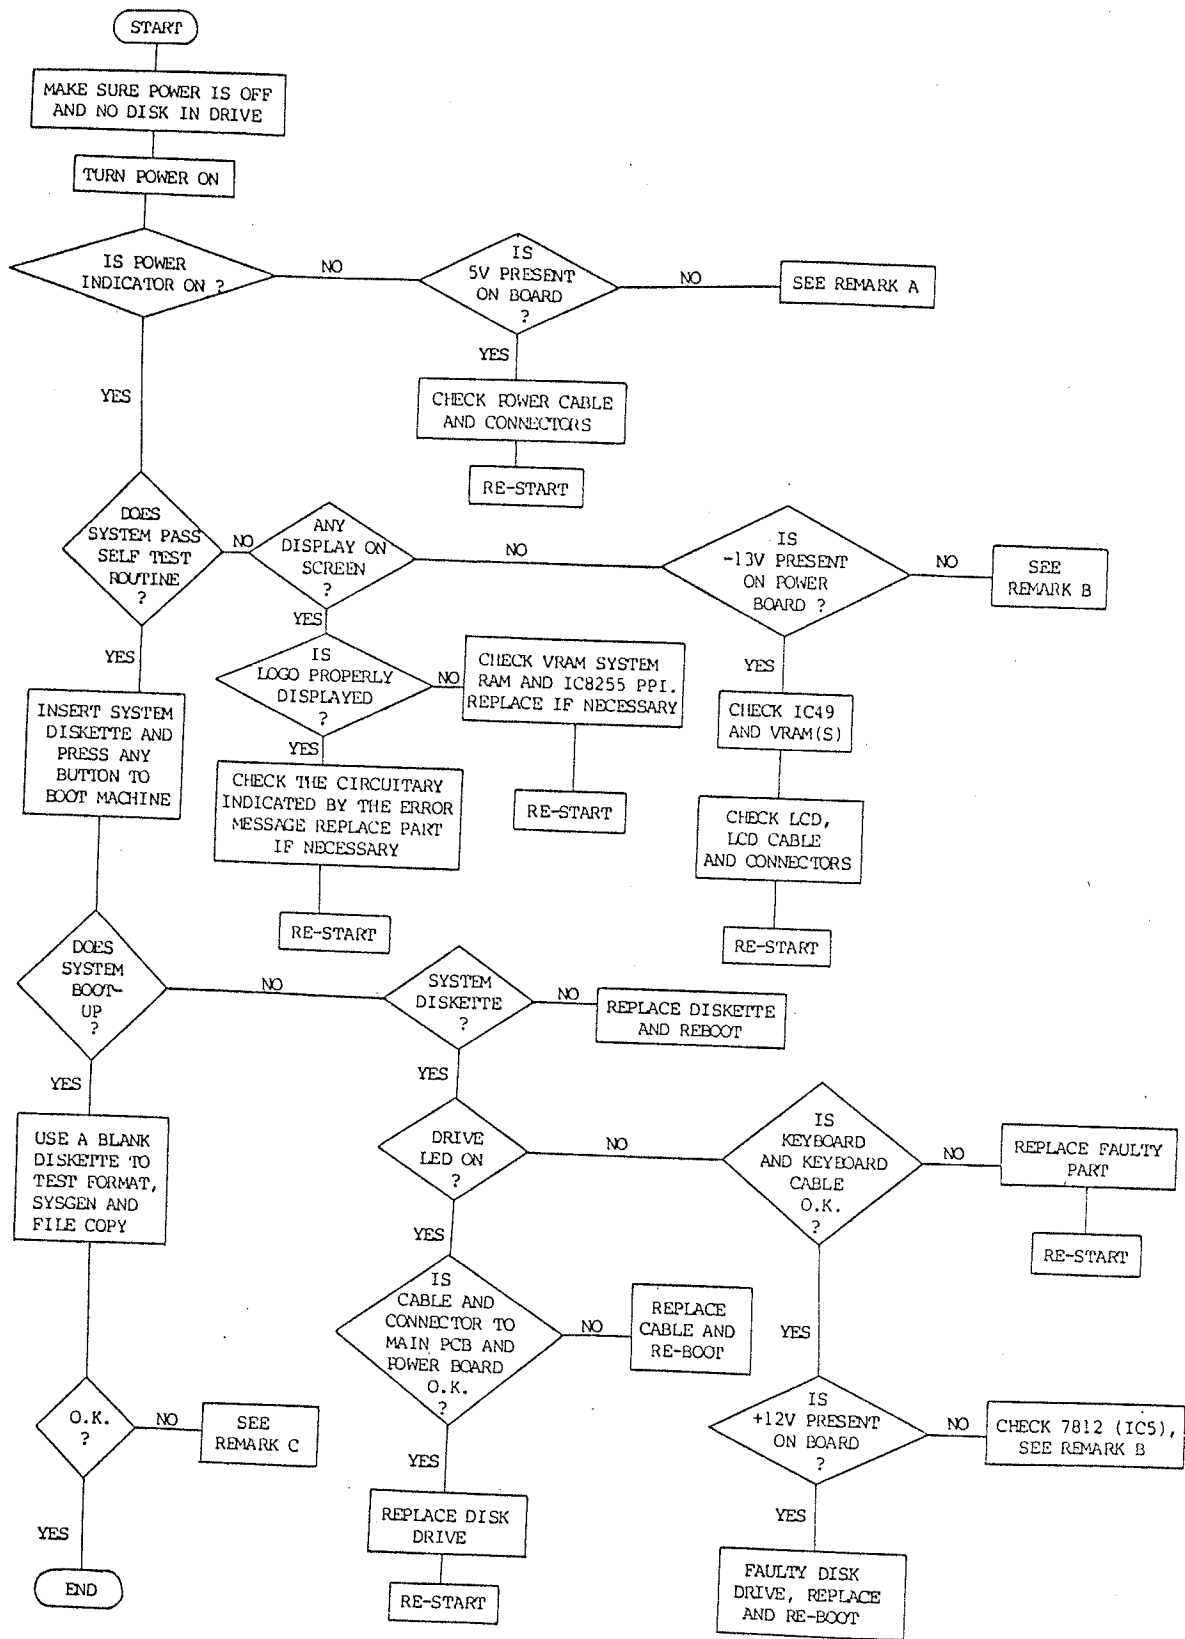 START
MAKE SURE POWER IS OFF
AND NO DISK IN DRIVE
TURN POWER ON
IS POWER
INDICATOR ON ?
NO
IS
5V PRESENT
ON BOARD
?
NO
SEE REMARK A
YES
CHECK POWER CABLE
AND CONNECTORS
RE-START
YES
DOES
SYSTEM PASS
SELF TEST
ROUTINE
?
NO
ANY
DISPLAY ON
SCREEN
?
NO
IS
-13V PRESENT
ON POWER
BOARD ?
NO
SEE
REMARK B
YES
IS
LOGO PROPERLY
DISPLAYED
?
NO
CHECK VRAM SYSTEM
RAM AND IC8255 PPI.
REPLACE IF NECESSARY
RE-START
YES
CHECK THE CIRCUITARY
INDICATED BY THE ERROR
MESSAGE REPLACE PART
IF NECESSARY
RE-START
YES
CHECK IC49
AND VRAM(S)
CHECK LCD,
LCD CABLE
AND CONNECTORS
RE-START
YES
INSERT SYSTEM
DISKETTE AND
PRESS ANY
BUTTON TO
BOOT MACHINE
DOES
SYSTEM
BOOT-
UP
?
NO
SYSTEM
DISKETTE
?
NO
REPLACE DISKETTE
AND REBOOT
YES
DRIVE
LED ON
?
NO
IS
KEYBOARD
AND KEYBOARD
CABLE
O.K.
?
NO
REPLACE FAULTY
PART
RE-START
YES
USE A BLANK
DISKETTE TO
TEST FORMAT,
SYSGEN AND
FILE COPY
YES
IS
CABLE AND
CONNECTOR TO
MAIN PCB AND
POWER BOARD
O.K.
?
NO
REPLACE
CABLE AND
RE-BOOT
YES
IS
+12V PRESENT
ON BOARD
?
NO
CHECK 7812 (IC5),
SEE REMARK B
O.K.
?
NO
SEE
REMARK C
YES
REPLACE DISK
DRIVE
RE-START
YES
FAULTY DISK
DRIVE, REPLACE
AND RE-BOOT
YES
END